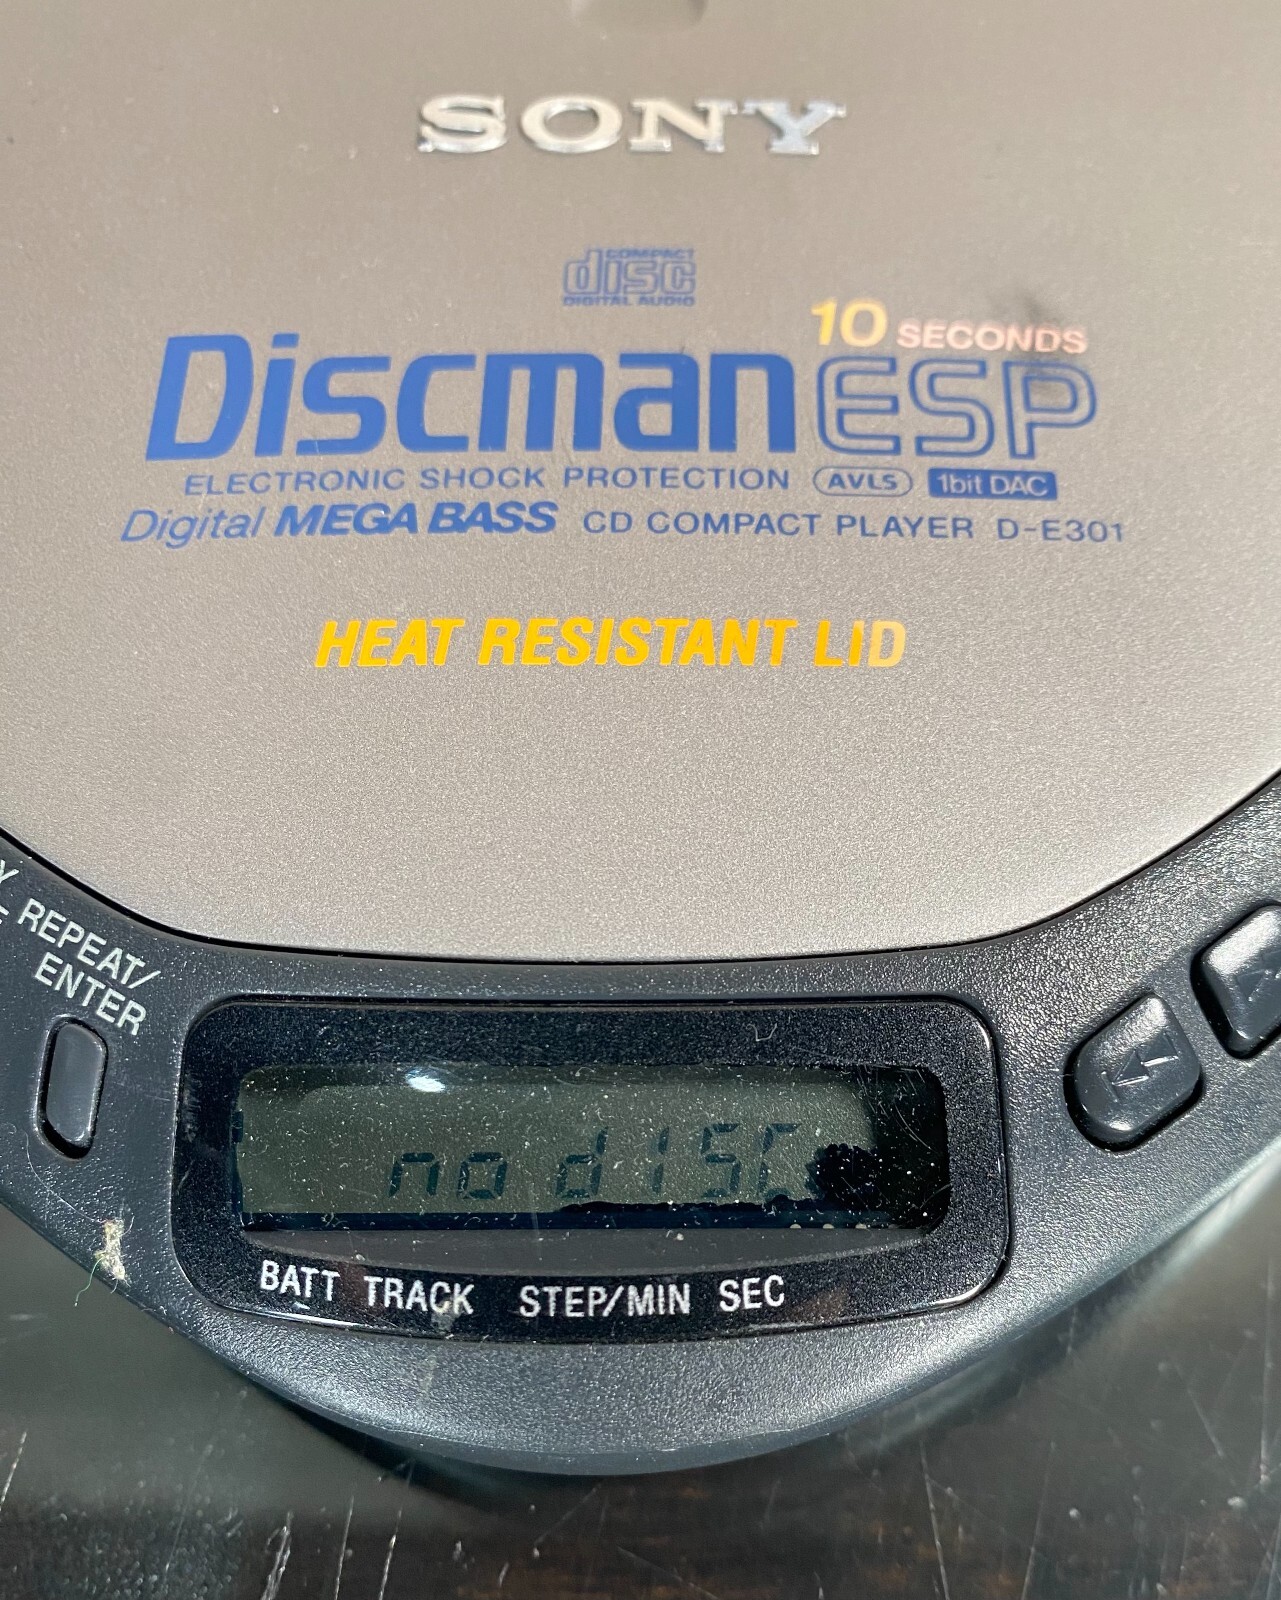 SONY
COMPACT
disc
DIGITAL AUDIO
10 SECONDS
Discman ESP
ELECTRONIC SHOCK PROTECTION AVLS 1bit DAC
Digital MEGA BASS CD COMPACT PLAYER D-E301
HEAT RESISTANT LID
REPEAT/
ENTER
no dISC
BATT TRACK STEP/MIN SEC